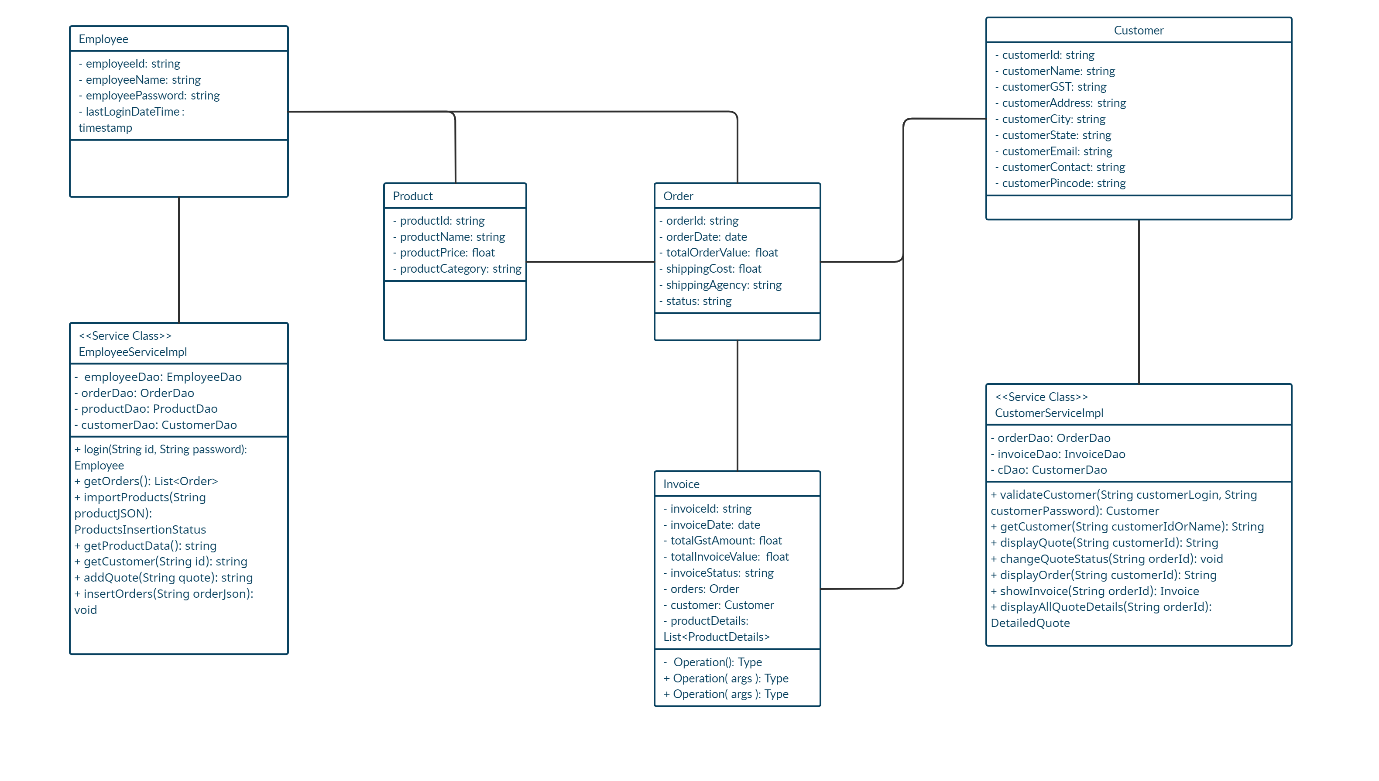 Employee
- employeeId: string
- employeeName: string
- employeePassword: string
- lastLoginDateTime :
timestamp
Customer
- customerId: string
- customerName: string
- customerGST: string
- customerAddress: string
- customerCity: string
- customerState: string
- customerEmail: string
- customerContact: string
- customerPincode: string
Product
- productId: string
- productName: string
- productPrice: float
- productCategory: string
Order
- orderId: string
- orderDate: date
- totalOrderValue: float
- shippingCost: float
- shippingAgency: string
- status: string
<<Service Class>>
EmployeeServiceImpl
- employeeDao: EmployeeDao
- orderDao: OrderDao
- productDao: ProductDao
- customerDao: CustomerDao
+ login(String id, String password):
Employee
+ getOrders(): List<Order>
+ importProducts(String
productJSON):
ProductsInsertionStatus
+ getProductData(): string
+ getCustomer(String id): string
+ addQuote(String quote): string
+ insertOrders(String orderJson):
void
Invoice
- invoiceId: string
- invoiceDate: date
- totalGstAmount: float
- totalInvoiceValue: float
- invoiceStatus: string
- orders: Order
- customer: Customer
- productDetails:
List<ProductDetails>
- Operation(): Type
+ Operation( args ): Type
+ Operation( args ): Type
<<Service Class>>
CustomerServiceImpl
- orderDao: OrderDao
- invoiceDao: InvoiceDao
- cDao: CustomerDao
+ validateCustomer(String customerLogin, String
customerPassword): Customer
+ getCustomer(String customerIdOrName): String
+ displayQuote(String customerId): String
+ changeQuoteStatus(String orderId): void
+ displayOrder(String customerId): String
+ showInvoice(String orderId): Invoice
+ displayAllQuoteDetails(String orderId):
DetailedQuote